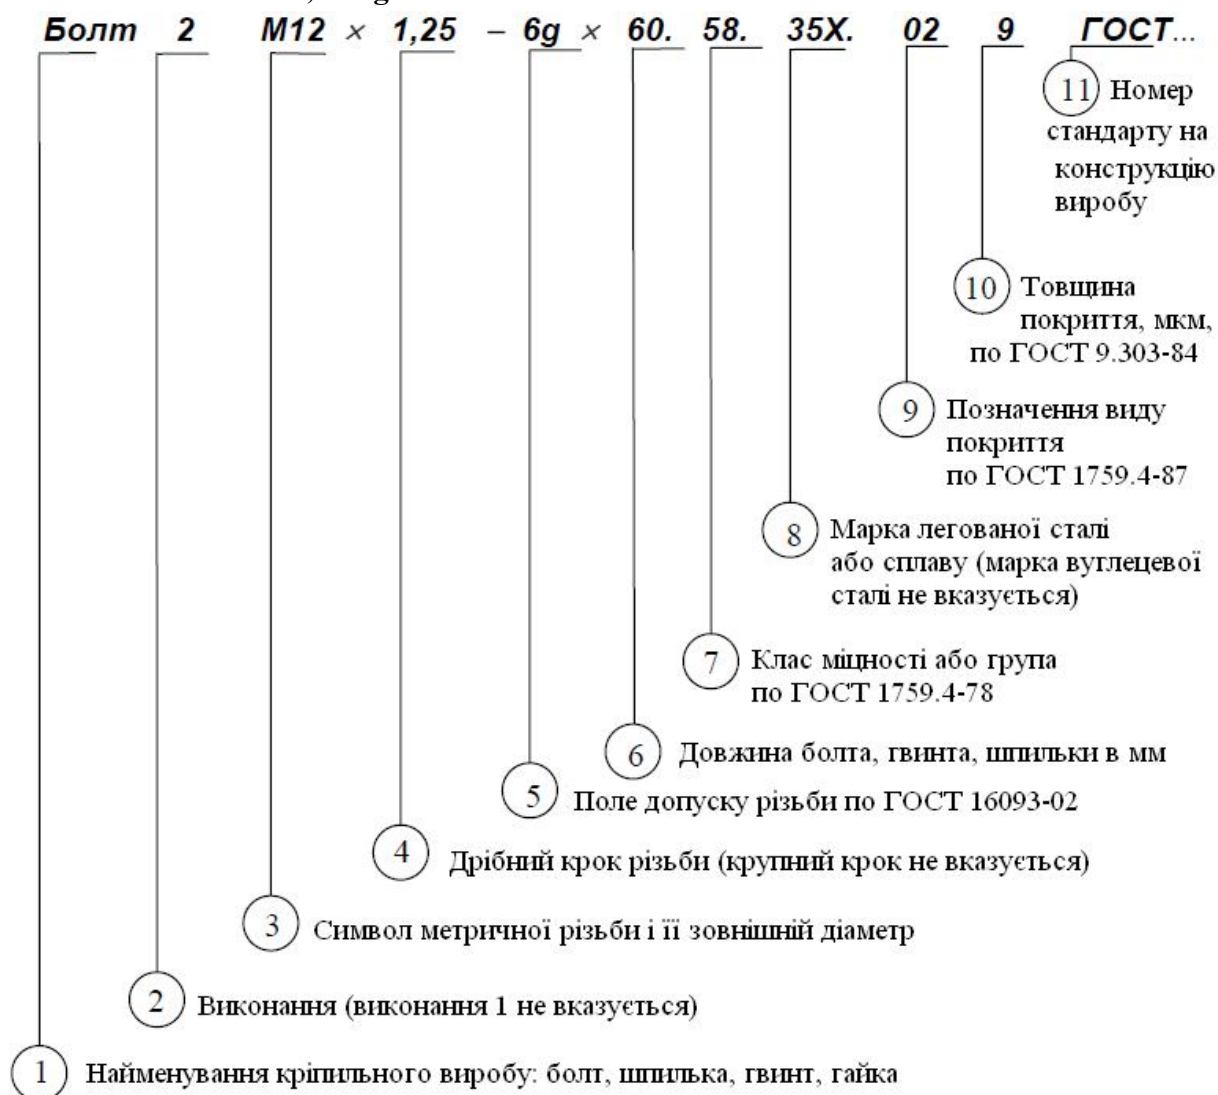 Болт 2 М12 × 1,25 – 6g × 60. 58. 35Х. 02 9 ГОСТ...
11 Номер
стандарту на
конструкцію
виробу
10 Товщина
покриття, мкм,
по ГОСТ 9.303-84
9 Позначення виду
покриття
по ГОСТ 1759.4-87
8 Марка легованої сталі
або сплаву (марка вуглецевої
сталі не вказується)
7 Клас міцності або група
по ГОСТ 1759.4-78
6 Довжина болта, гвинта, шпильки в мм
5 Поле допуску різьби по ГОСТ 16093-02
4 Дрібний крок різьби (крупний крок не вказується)
3 Символ метричної різьби і її зовнішній діаметр
2 Виконання (виконання 1 не вказується)
1 Найменування кріпильного виробу: болт, шпилька, гвинт, гайка